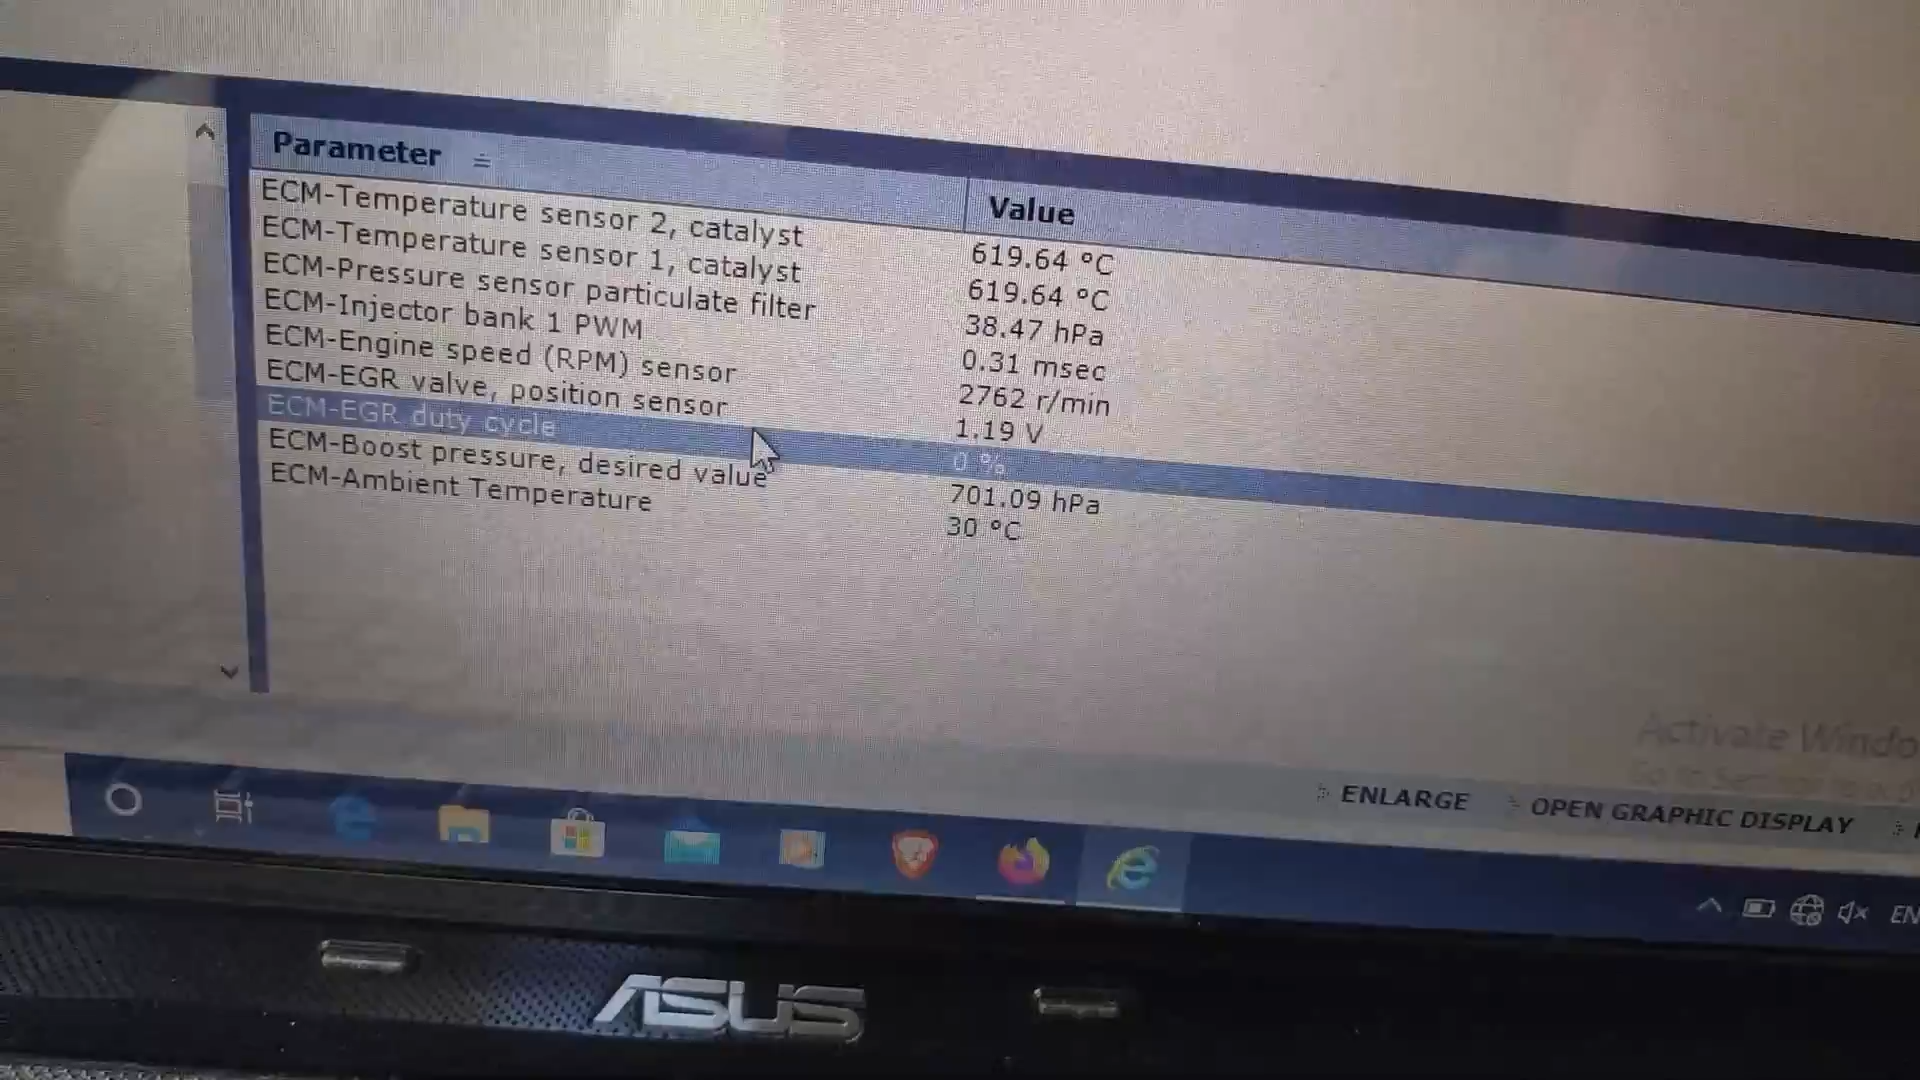 Parameter Value
ECM-Temperature sensor 2, catalyst 619.64 °C
ECM-Temperature sensor 1, catalyst 619.64 °C
ECM-Pressure sensor particulate filter 38.47 hPa
ECM-Injector bank 1 PWM 0.31 msec
ECM-Engine speed (RPM) sensor 2762 r/min
ECM-EGR valve, position sensor 1.19 V
ECM-EGR duty cycle 0 %
ECM-Boost pressure, desired value 701.09 hPa
ECM-Ambient Temperature 30 °C
Activate Windo
ENLARGE OPEN GRAPHIC DISPLAY
EN
ASUS